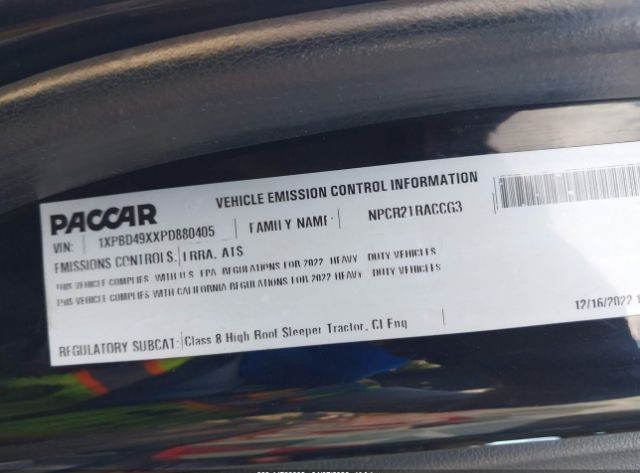 PACCAR
VEHICLE EMISSION CONTROL INFORMATION
VIN: 1XPBD49XXPD880405 FAMILY NAME: NPCR21RACCG3
EMISSIONS CONTROLS: LRRA, ATS
THIS VEHICLE COMPLIES WITH U.S. EPA REGULATIONS FOR 2022 HEAVY DUTY VEHICLES
THIS VEHICLE COMPLIES WITH CALIFORNIA REGULATIONS FOR 2022 HEAVY DUTY VEHICLES
REGULATORY SUBCAT: Class 8 High Roof Sleeper Tractor, CI Eng
12/16/2022